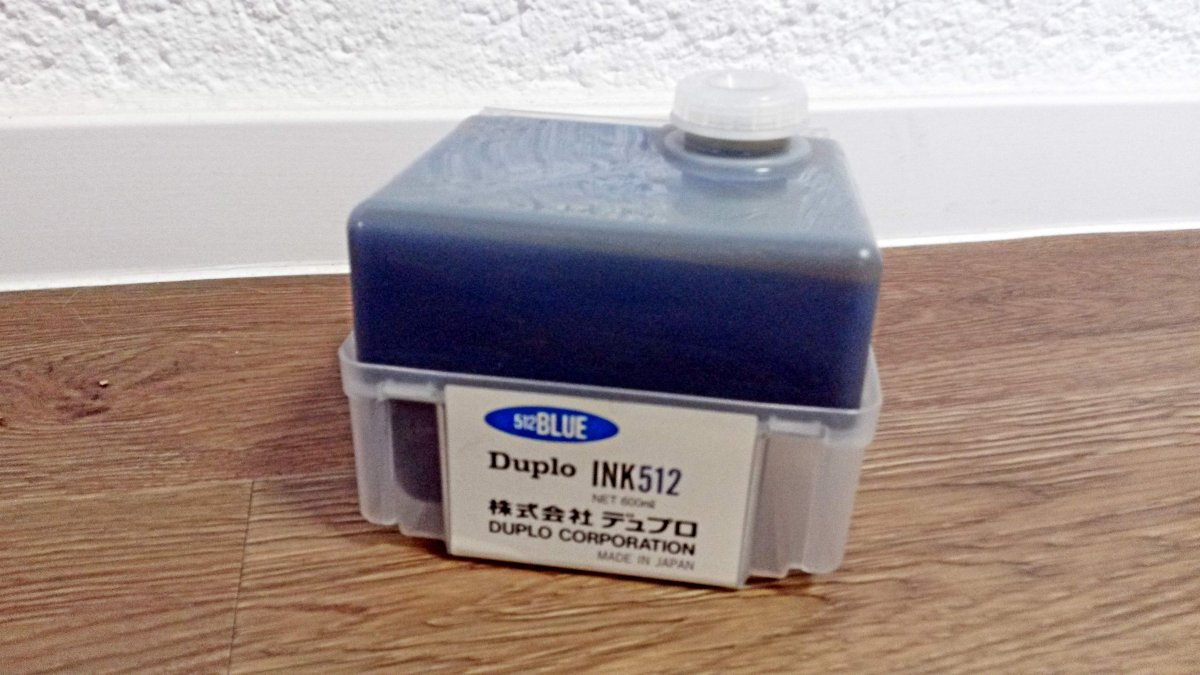 512BLUE
Duplo INK512
NET 600ml
株式会社 デュプロ
DUPLO CORPORATION
MADE IN JAPAN